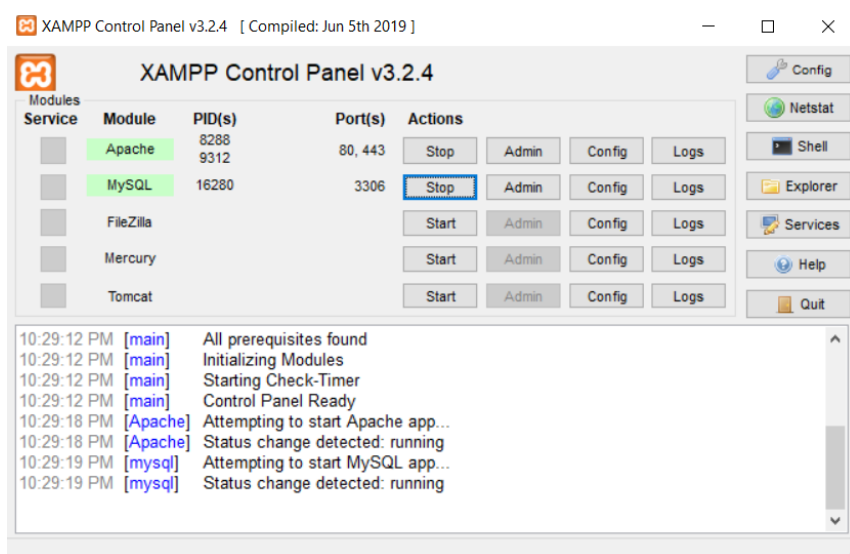 XAMPP Control Panel v3.2.4 [ Compiled: Jun 5th 2019 ]
XAMPP Control Panel v3.2.4
Config
Modules
Netstat
Service Module PID(s) Port(s) Actions
Apache 8288 9312 80, 443 Stop Admin Config Logs
Shell
MySQL 16280 3306 Stop Admin Config Logs
Explorer
FileZilla Start Admin Config Logs
Services
Mercury Start Admin Config Logs
Help
Tomcat Start Admin Config Logs
Quit
10:29:12 PM [main] All prerequisites found
10:29:12 PM [main] Initializing Modules
10:29:12 PM [main] Starting Check-Timer
10:29:12 PM [main] Control Panel Ready
10:29:18 PM [Apache] Attempting to start Apache app...
10:29:18 PM [Apache] Status change detected: running
10:29:19 PM [mysql] Attempting to start MySQL app...
10:29:19 PM [mysql] Status change detected: running